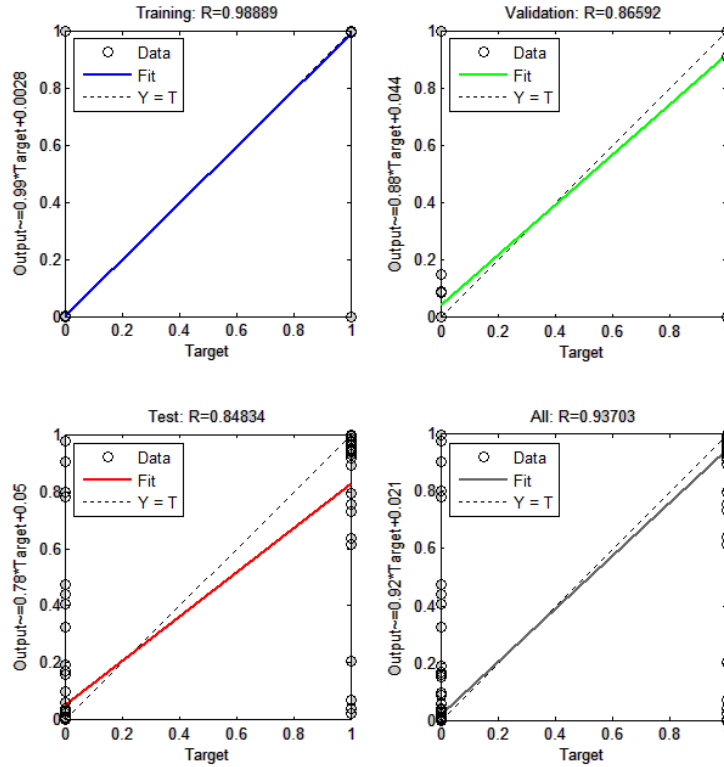 Training: R=0.98889
Output~=0.99*Target+0.0028
Data
Fit
Y = T
1
0.8
0.6
0.4
0.2
0
0 0.2 0.4 0.6 0.8 1
Target
Validation: R=0.86592
Output~=0.88*Target+0.044
Data
Fit
Y = T
1
0.8
0.6
0.4
0.2
0
0 0.2 0.4 0.6 0.8
Target
Test: R=0.84834
Output~=0.78*Target+0.05
Data
Fit
Y = T
1
0.8
0.6
0.4
0.2
0
0 0.2 0.4 0.6 0.8 1
Target
All: R=0.93703
Output~=0.92*Target+0.021
Data
Fit
Y = T
1
0.8
0.6
0.4
0.2
0
0 0.2 0.4 0.6 0.8
Target